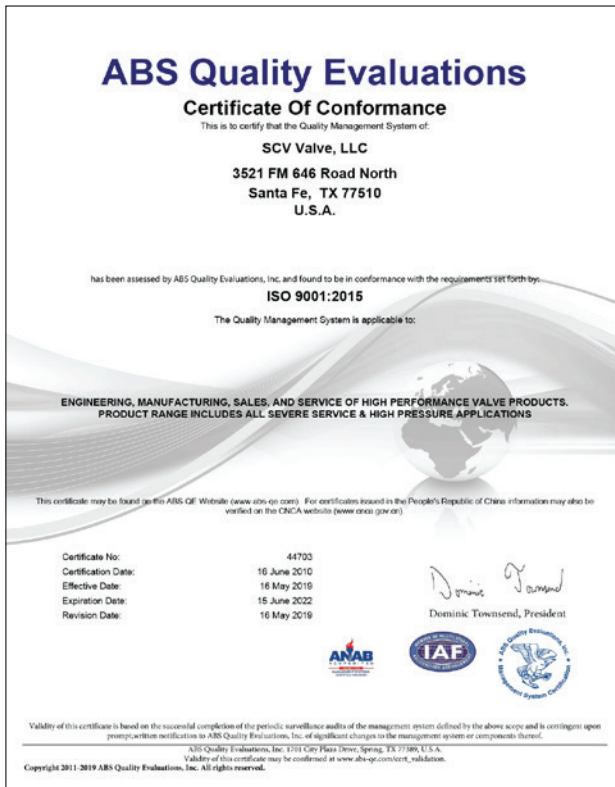 ABS Quality Evaluations
Certificate Of Conformance
This is to certify that the Quality Management System of:
SCV Valve, LLC
3521 FM 646 Road North
Santa Fe, TX 77510
U.S.A.
has been assessed by ABS Quality Evaluations, Inc. and found to be in conformance with the requirements set forth by:
ISO 9001:2015
The Quality Management System is applicable to:
ENGINEERING, MANUFACTURING, SALES, AND SERVICE OF HIGH PERFORMANCE VALVE PRODUCTS.
PRODUCT RANGE INCLUDES ALL SEVERE SERVICE & HIGH PRESSURE APPLICATIONS
This certificate may be found on the ABS QE Website (www.abs-qe.com). For certificates issued in the People's Republic of China information may also be
verified on the CNCA website (www.cnca.gov.cn)
Certificate No: 44703
Certification Date: 16 June 2010
Effective Date: 16 May 2019
Expiration Date: 15 June 2022
Revision Date: 16 May 2019
Dominic Townsend
Dominic Townsend, President
ANAB
ACCREDITED
IAF
ABS Quality Evaluations, Inc.
Management System Certification
Validity of this certificate is based on the successful completion of the periodic surveillance audits of the management system defined by the above scope and is contingent upon
prompt,written notification to ABS Quality Evaluations, Inc. of significant changes to the management system or components thereof.
ABS Quality Evaluations, Inc. 1701 City Plaza Drive, Spring, TX 77389, U.S.A.
Validity of this certificate may be confirmed at www.abs-qe.com/cert_validation.
Copyright 2011-2019 ABS Quality Evaluations, Inc. All rights reserved.